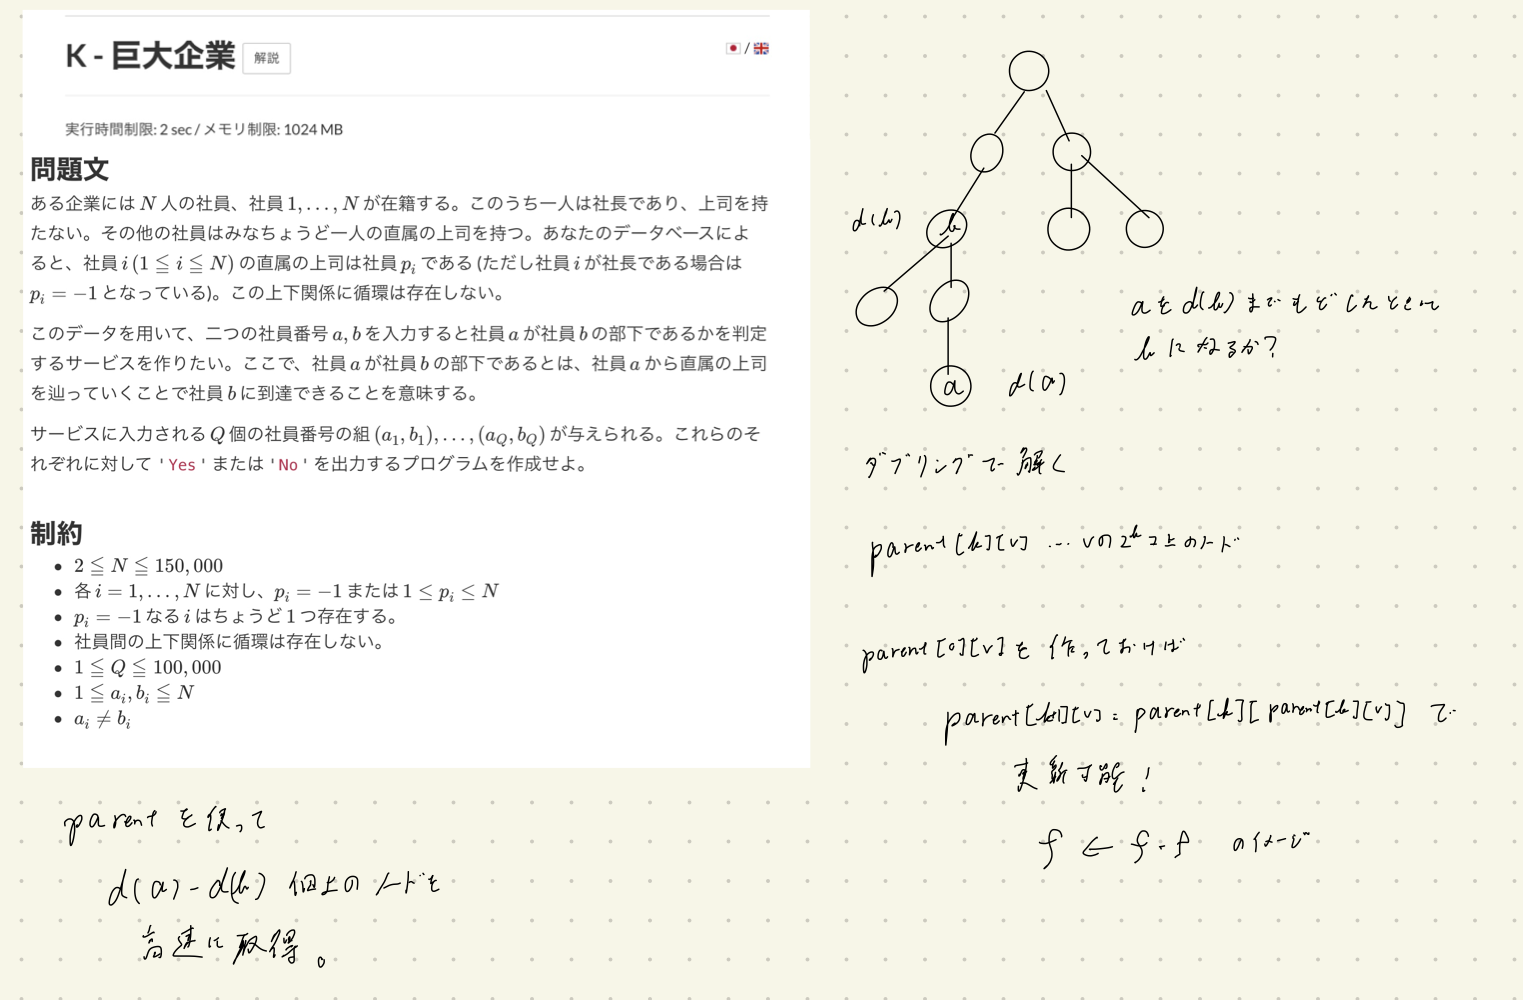 K - 巨大企業 解説
/
実行時間制限: 2 sec / メモリ制限: 1024 MB
問題文
ある企業には N 人の社員、社員 1, . . . , N が在籍する。このうち一人は社長であり、上司を持
たない。その他の社員はみなちょうど一人の直属の上司を持つ。あなたのデータベースによ
ると、社員 i (1 ≦ i ≦ N) の直属の上司は社員 p_i である (ただし社員 i が社長である場合は
p_i = −1 となっている)。この上下関係に循環は存在しない。
このデータを用いて、二つの社員番号 a, b を入力すると社員 a が社員 b の部下であるかを判定
するサービスを作りたい。ここで、社員 a が社員 b の部下であるとは、社員 a から直属の上司
を辿っていくことで社員 b に到達できることを意味する。
サービスに入力される Q 個の社員番号の組 (a_1, b_1), . . . , (a_Q, b_Q) が与えられる。これらのそ
れぞれに対して 'Yes' または 'No' を出力するプログラムを作成せよ。
制約
• 2 ≦ N ≦ 150, 000
• 各 i = 1, . . . , N に対し、p_i = −1 または 1 ≤ p_i ≤ N
• p_i = −1 なる i はちょうど 1 つ存在する。
• 社員間の上下関係に循環は存在しない。
• 1 ≦ Q ≦ 100, 000
• 1 ≦ a_i, b_i ≦ N
• a_i ≠ b_i
parent を使って
d(a) - d(b) 個上のノードを
高速に取得。
d(b) b
a d(a)
aをd(b)までもどしたときに
bになるか?
ダブリングで解く
parent[k][v] … vの2^kコ上のノード
parent[0][v]を作っておけば
parent[k+1][v] = parent[k][parent[k][v]] で
更新可能!
f ← f・f のイメージ